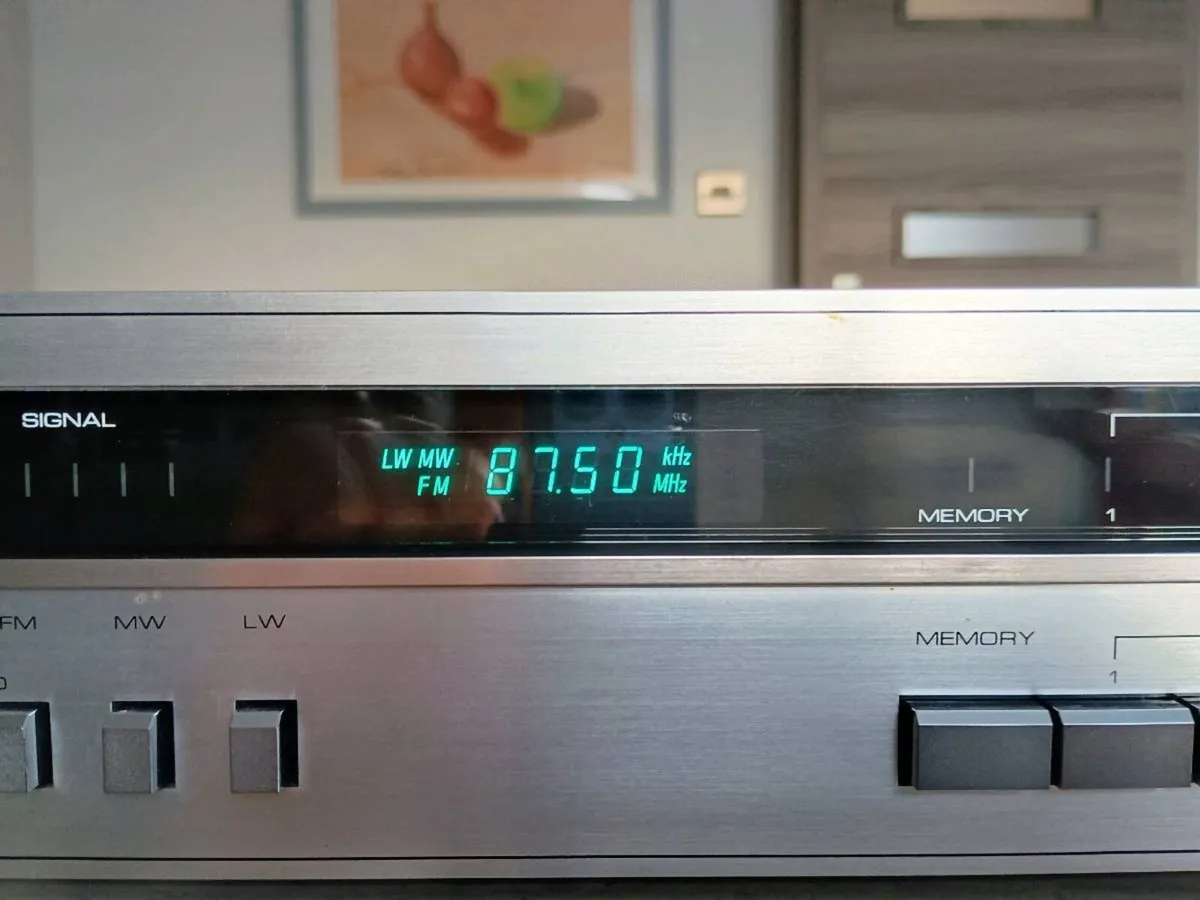 SIGNAL
LW MW 87.50 kHz
FM MHz
MEMORY 1
FM MW LW
MEMORY
1